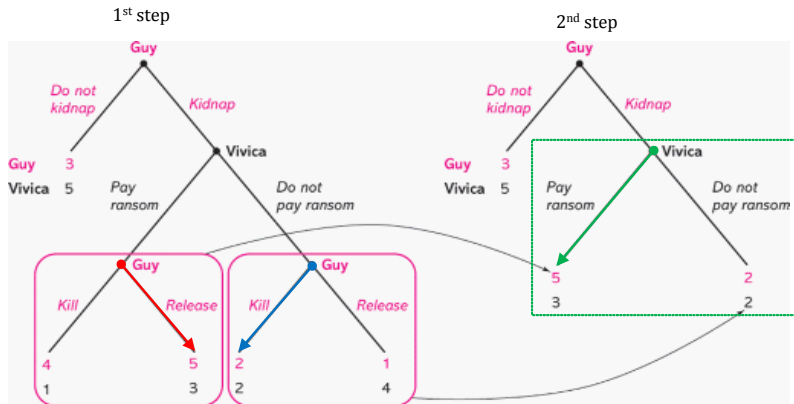 1st step
2nd step
Guy
Do not
kidnap
Kidnap
Vivica
Guy 3
Vivica 5
Pay
ransom
Do not
pay ransom
Guy
Guy
Kill
Release
Kill
Release
4
1
5
3
2
2
1
4
Guy
Do not
kidnap
Kidnap
Vivica
Guy 3
Vivica 5
Pay
ransom
Do not
pay ransom
5
3
2
2